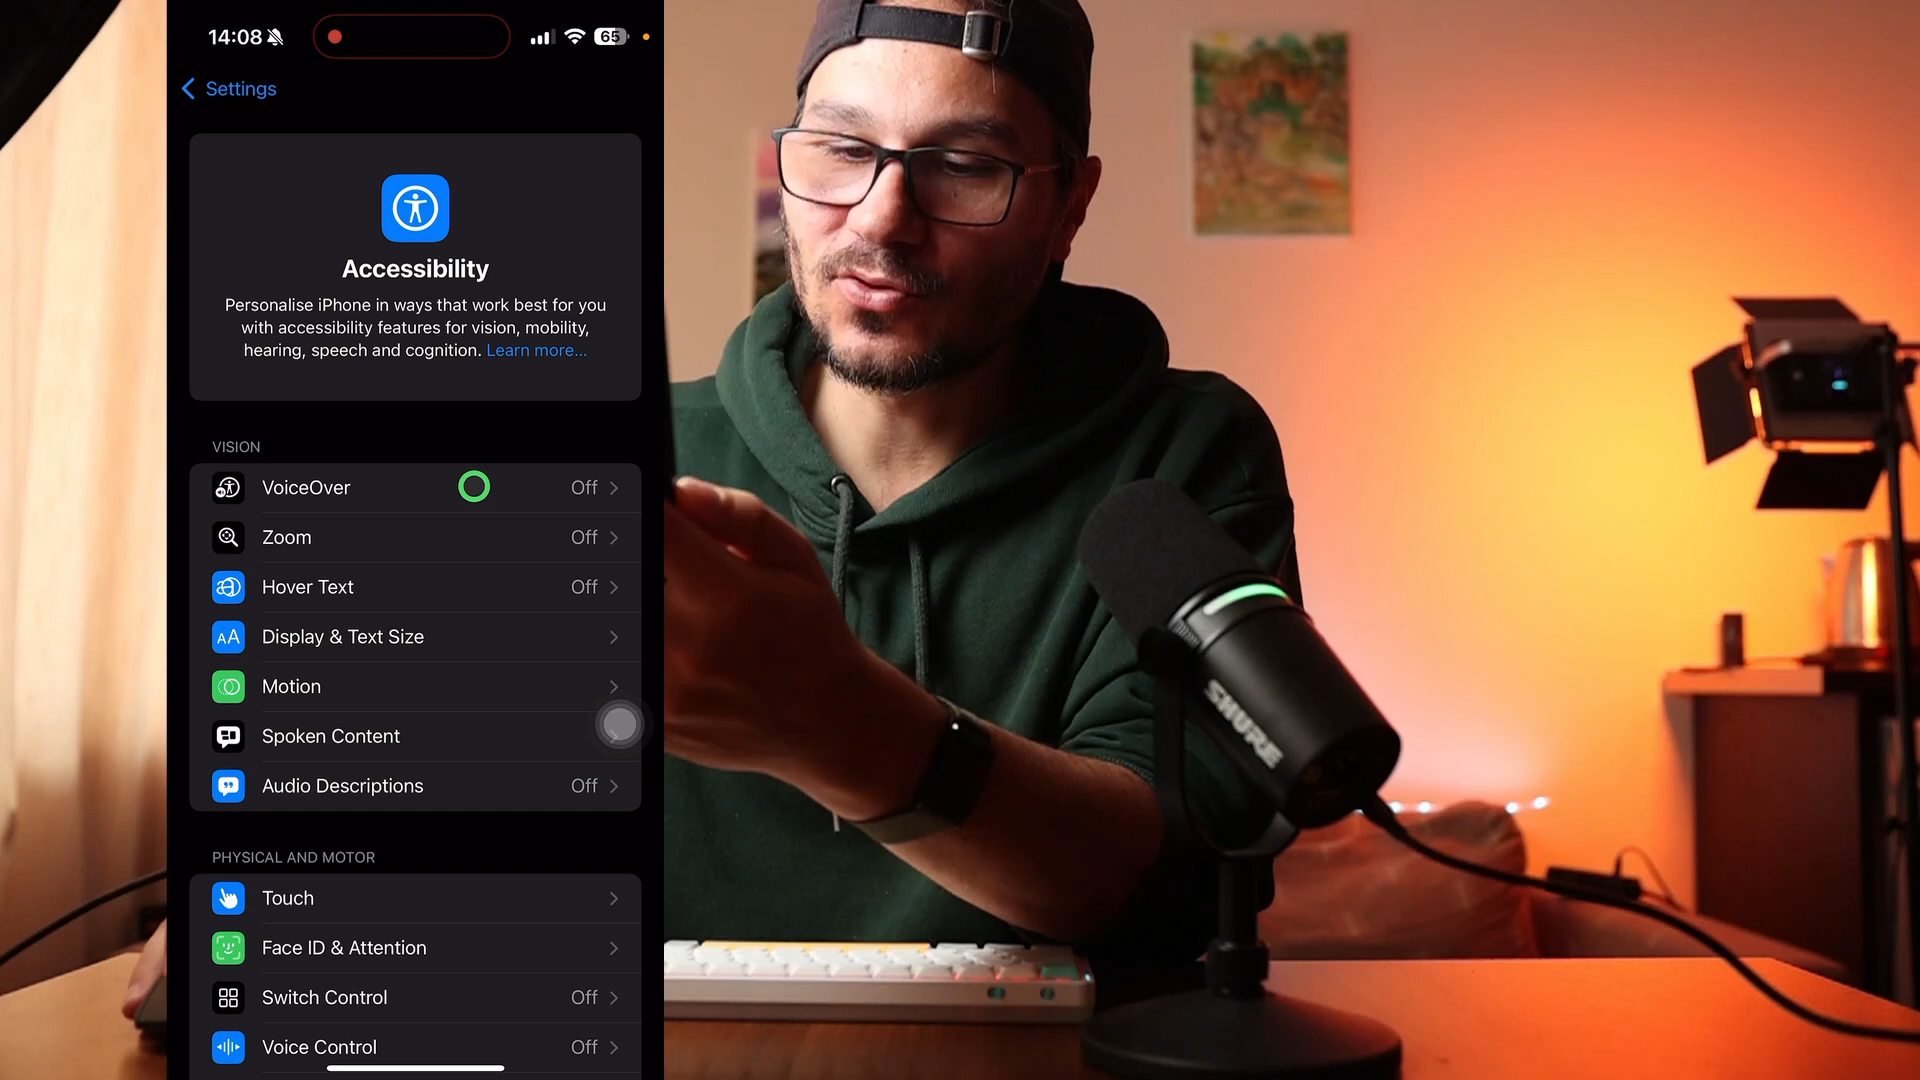 14:08
65
Settings
Accessibility
Personalise iPhone in ways that work best for you
with accessibility features for vision, mobility,
hearing, speech and cognition. Learn more...
VISION
VoiceOver Off
Zoom Off
Hover Text Off
AA Display & Text Size
Motion
Spoken Content
Audio Descriptions Off
PHYSICAL AND MOTOR
Touch
Face ID & Attention
Switch Control Off
Voice Control Off
SHURE